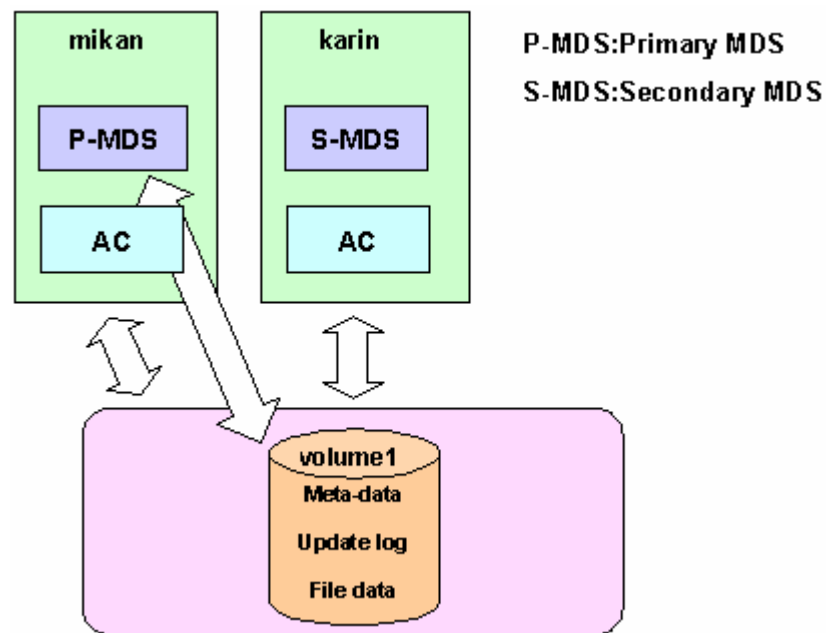 mikan
P-MDS
AC
karin
S-MDS
AC
P-MDS:Primary MDS
S-MDS:Secondary MDS
volume1
Meta-data
Update log
File data